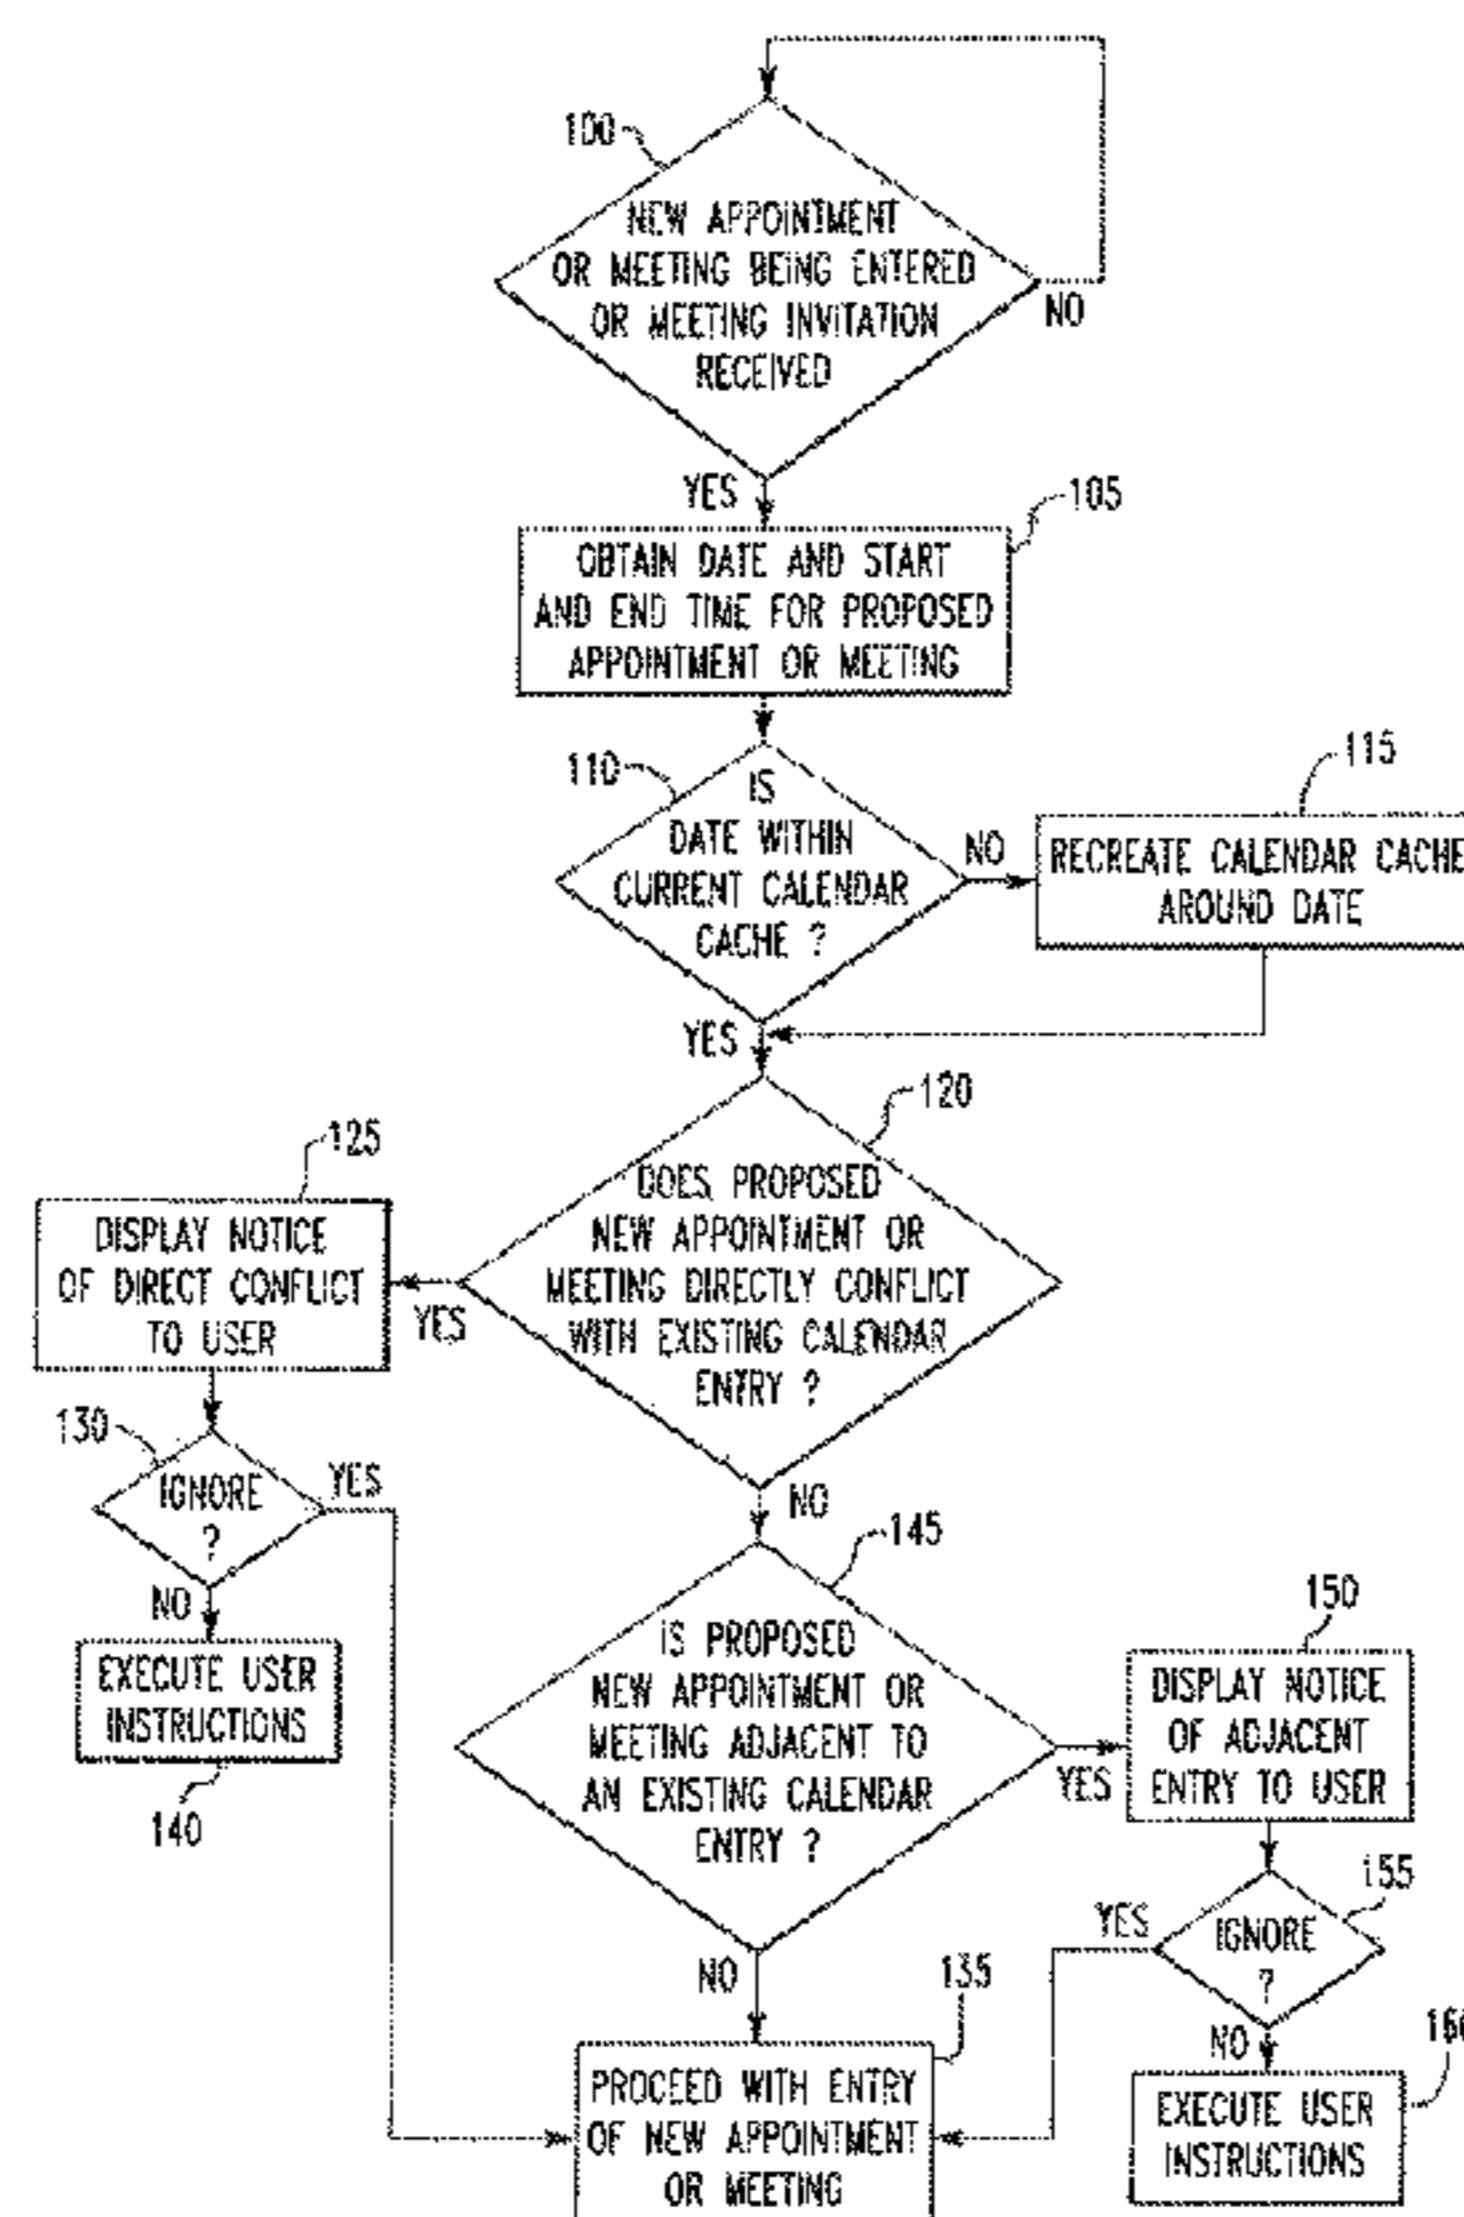 100
NEW APPOINTMENT
OR MEETING BEING ENTERED
OR MEETING INVITATION
RECEIVED
NO
YES
105
OBTAIN DATE AND START
AND END TIME FOR PROPOSED
APPOINTMENT OR MEETING
110
IS
DATE WITHIN
CURRENT CALENDAR
CACHE ?
NO
115
RECREATE CALENDAR CACHE
AROUND DATE
YES
120
DOES PROPOSED
NEW APPOINTMENT OR
MEETING DIRECTLY CONFLICT
WITH EXISTING CALENDAR
ENTRY ?
YES
125
DISPLAY NOTICE
OF DIRECT CONFLICT
TO USER
130
IGNORE
?
YES
NO
EXECUTE USER
INSTRUCTIONS
140
NO
145
IS PROPOSED
NEW APPOINTMENT OR
MEETING ADJACENT TO
AN EXISTING CALENDAR
ENTRY ?
YES
150
DISPLAY NOTICE
OF ADJACENT
ENTRY TO USER
155
IGNORE
?
YES
NO
160
EXECUTE USER
INSTRUCTIONS
NO
135
PROCEED WITH ENTRY
OF NEW APPOINTMENT
OR MEETING